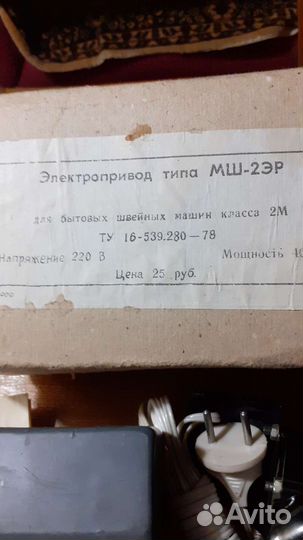 Электропривод типа МШ-2ЭР
для бытовых швейных машин класса 2М
ТУ 16-539.280—78
Напряжение 220 В Мощность
Цена 25 руб.
Avito